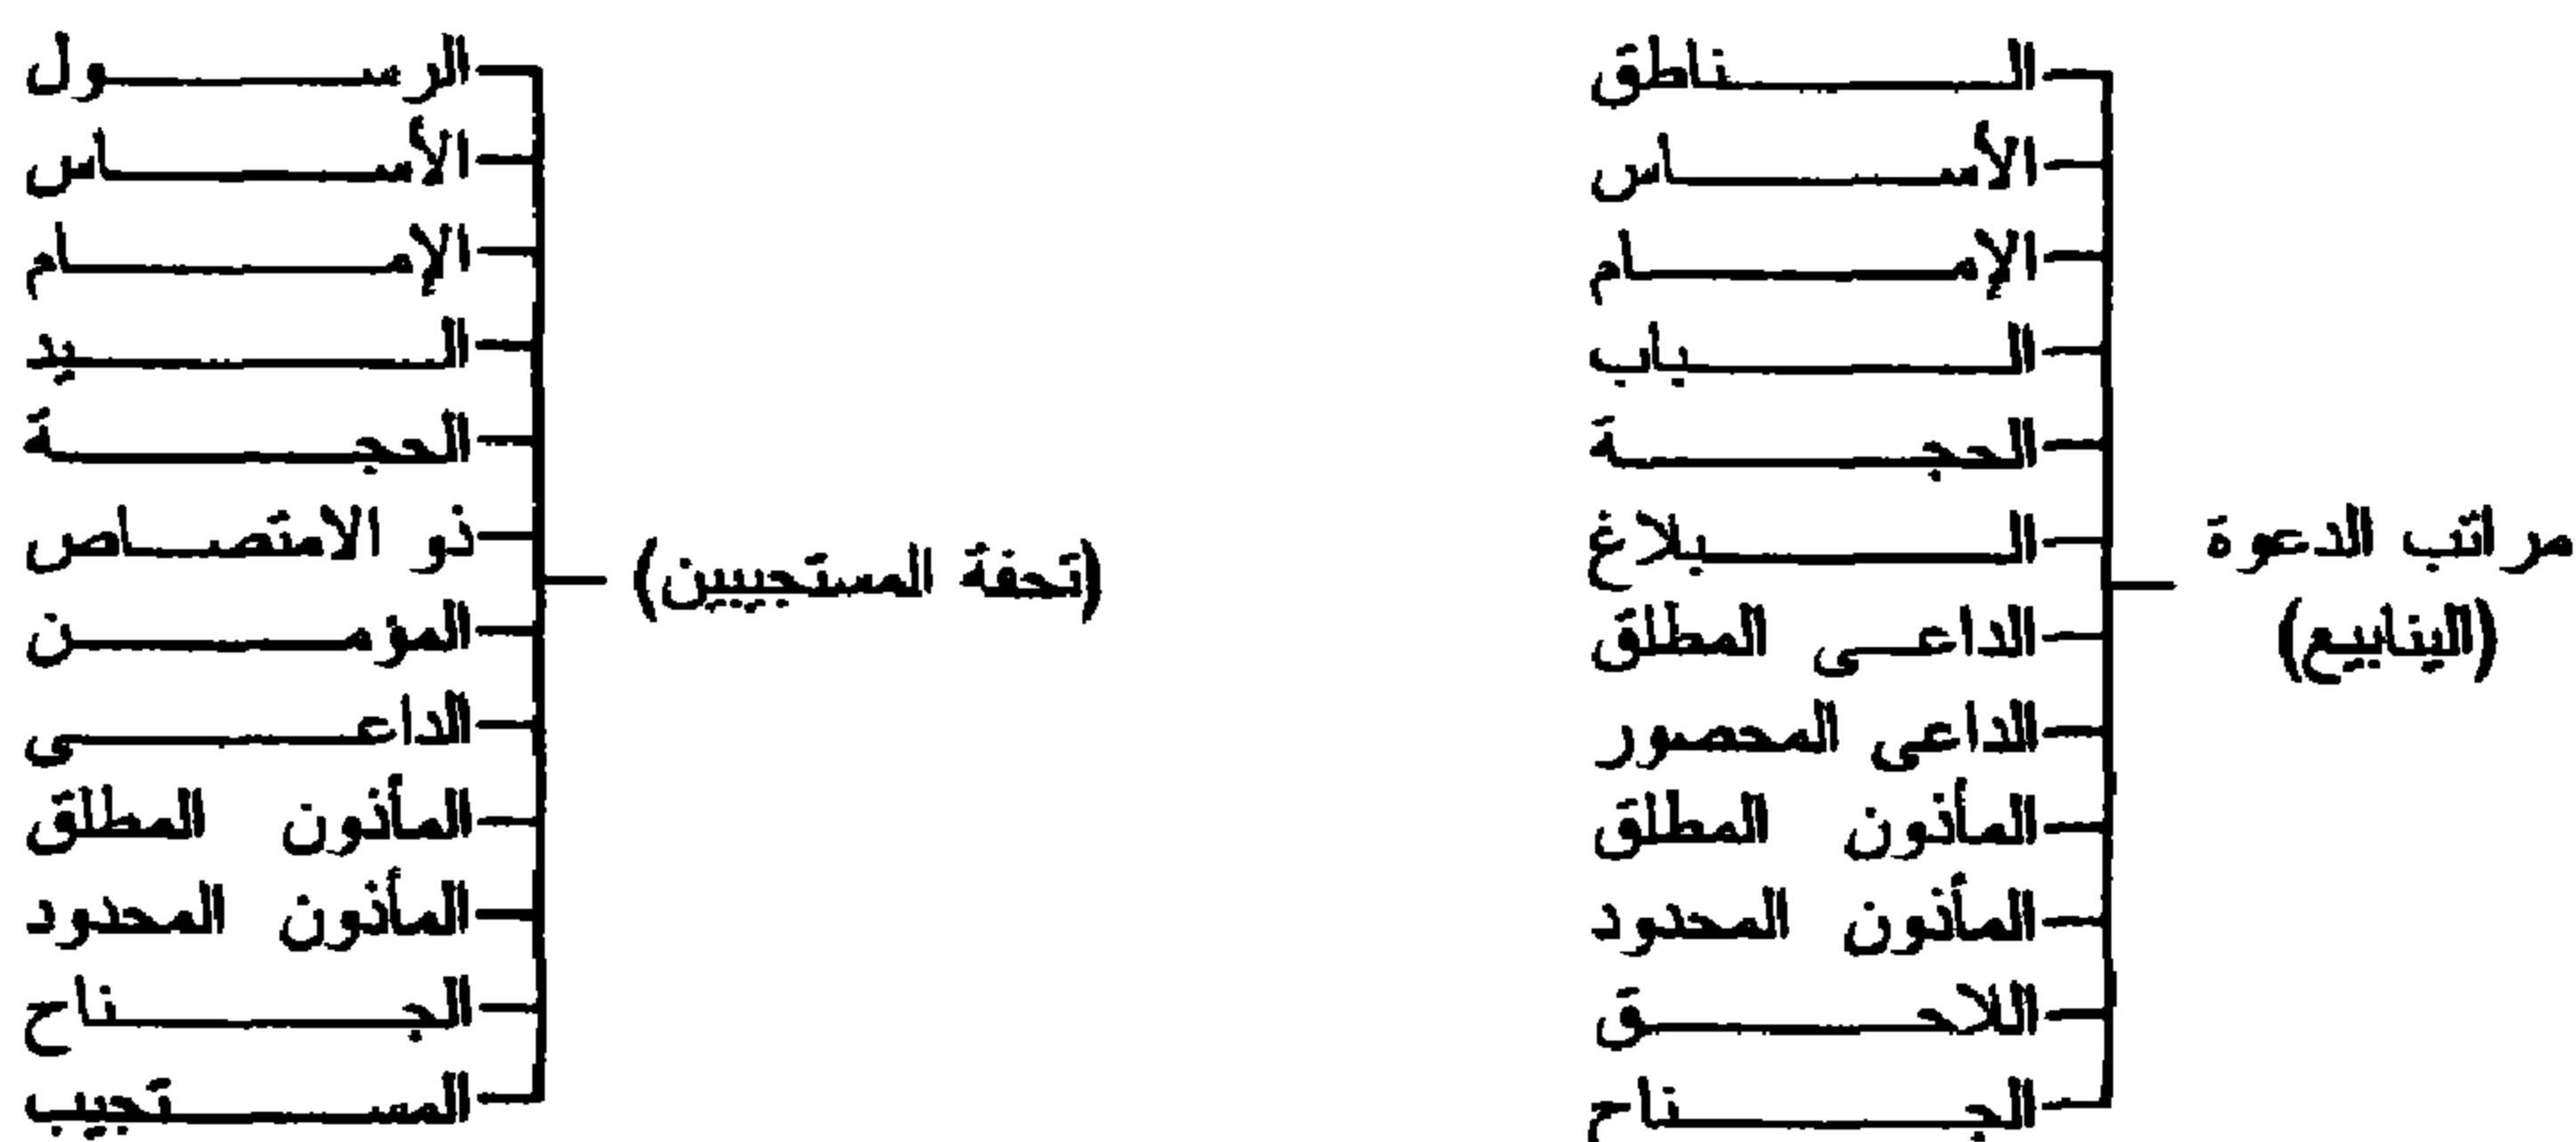 مراتب الدعوة
(الينابيع)
الناطق
الأساس
الإمام
الباب
الحجة
البلاغ
الداعى المطلق
الداعى المحصور
المأذون المطلق
المأذون المحدود
اللاحق
الجناح
(تحفة المستجيبين)
الرسول
الأساس
الإمام
اليد
الحجة
ذو الامتصاص
المؤمن
الداعى
المأذون المطلق
المأذون المحدود
الجناح
المستجيب